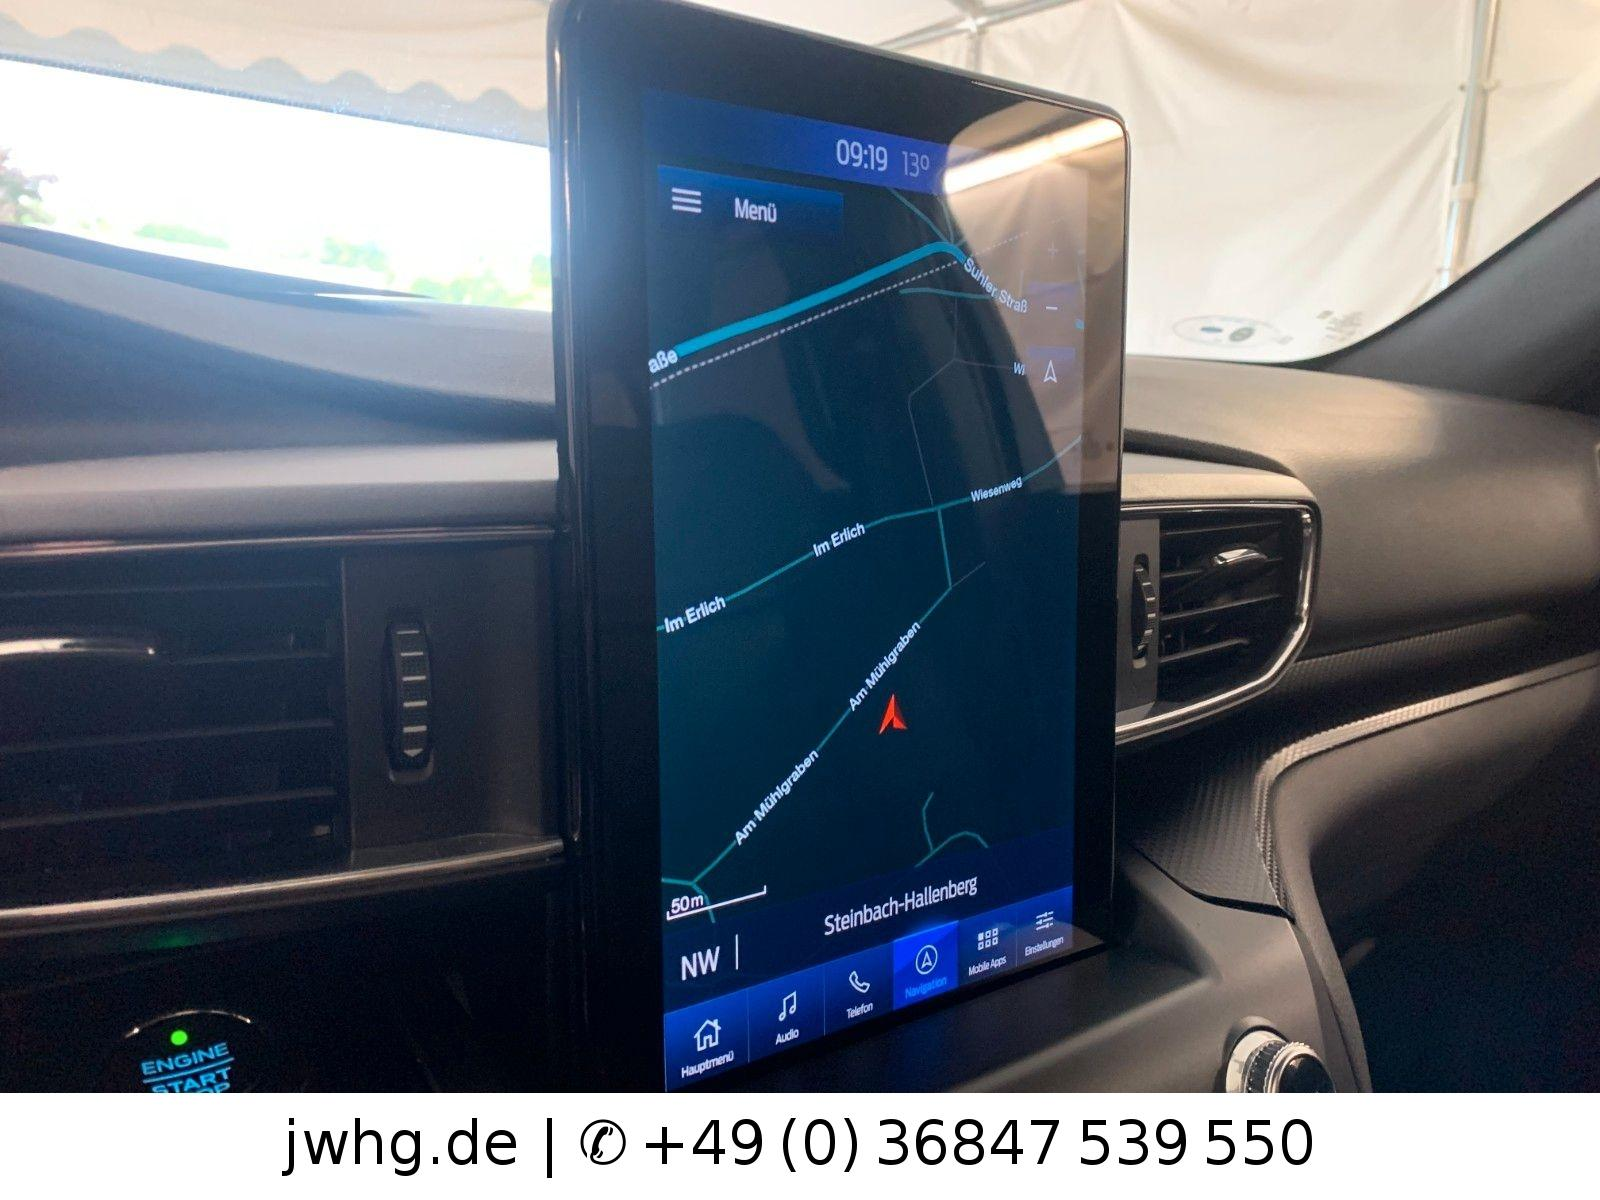 09:19 13°
Menü
Suhler Straß
aße
Wi
Wiesenweg
Im Erlich
Im Erlich
Am Mühlgraben
Am Mühlgraben
50m
Steinbach-Hallenberg
NW
Hauptmenü
Audio
Telefon
Navigation
Mobile Apps
Einstellungen
ENGINE
START
OP
jwhg.de | ✆ +49 (0) 36847 539 550